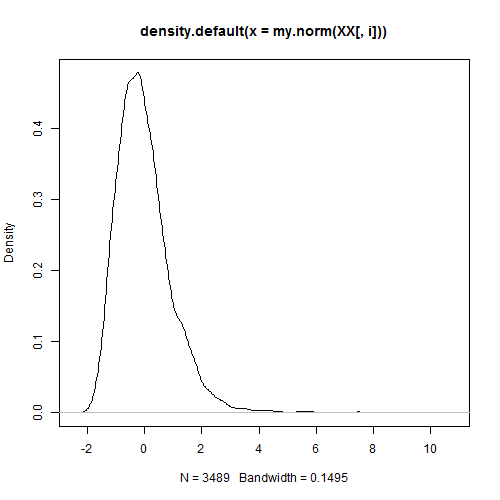 density.default(x = my.norm(XX[, i]))
Density
0.4
0.3
0.2
0.1
0.0
-2 0 2 4 6 8 10
N = 3489 Bandwidth = 0.1495